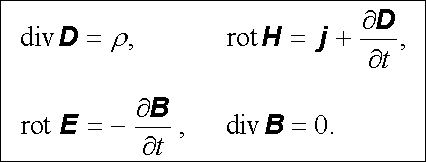 div D = ρ, rot H = j + ∂D/∂t,
rot E = − ∂B/∂t , div B = 0.